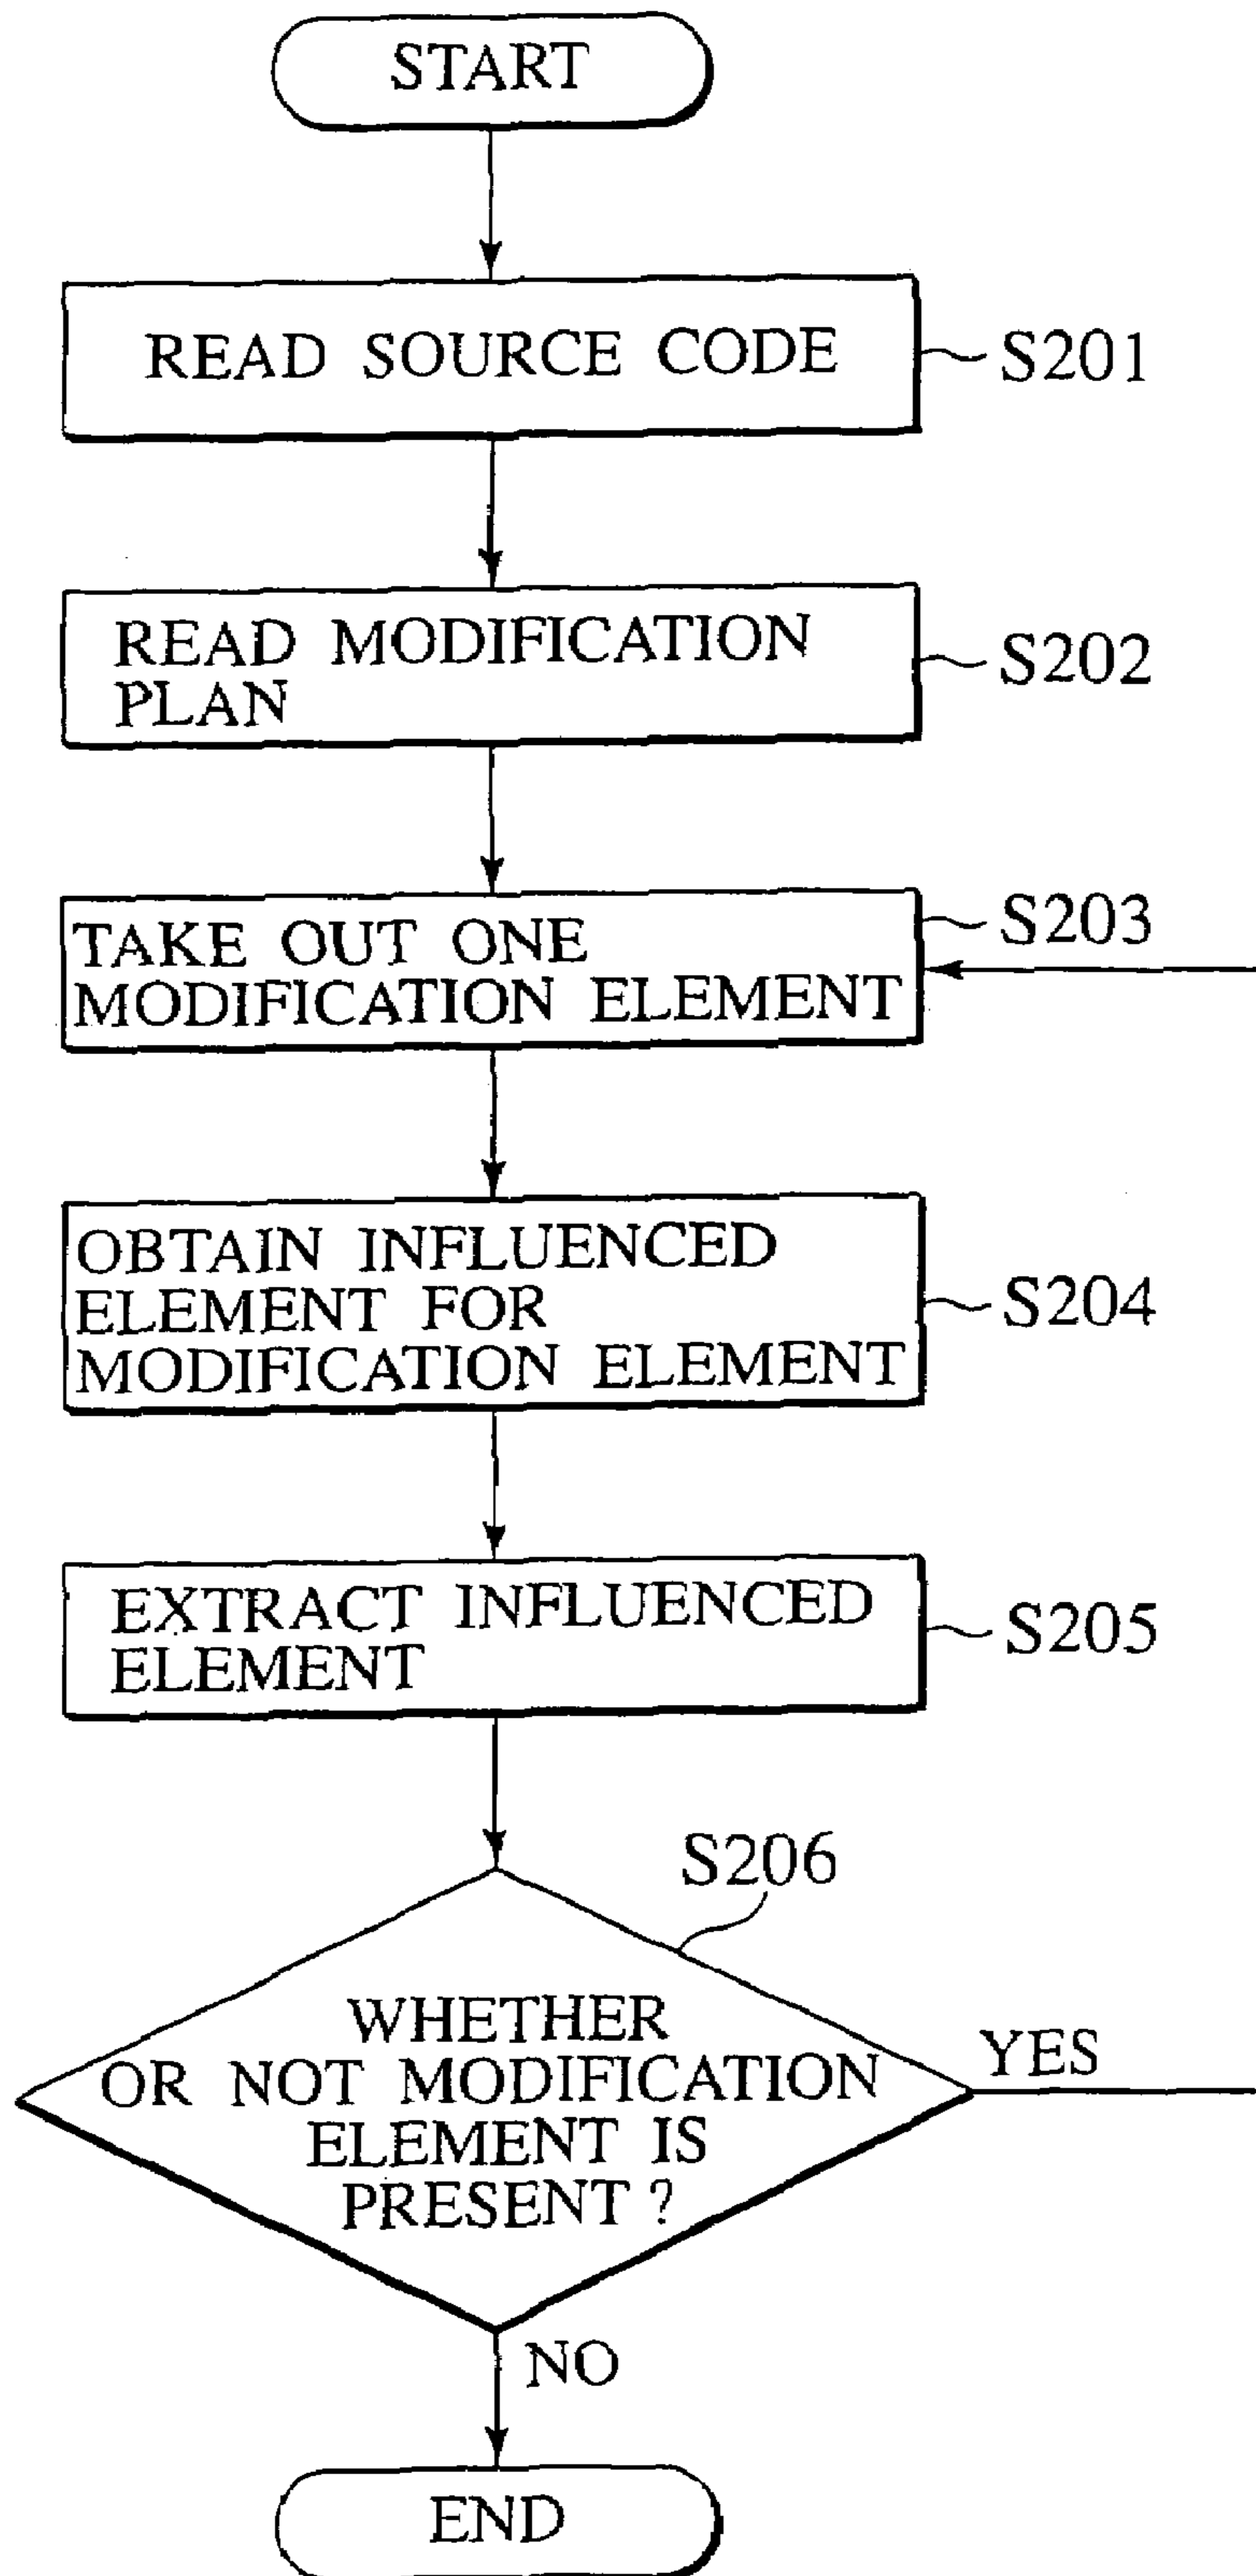 START
READ SOURCE CODE
S201
READ MODIFICATION
PLAN
S202
TAKE OUT ONE
MODIFICATION ELEMENT
S203
OBTAIN INFLUENCED
ELEMENT FOR
MODIFICATION ELEMENT
S204
EXTRACT INFLUENCED
ELEMENT
S205
S206
WHETHER
OR NOT MODIFICATION
ELEMENT IS
PRESENT ?
YES
NO
END